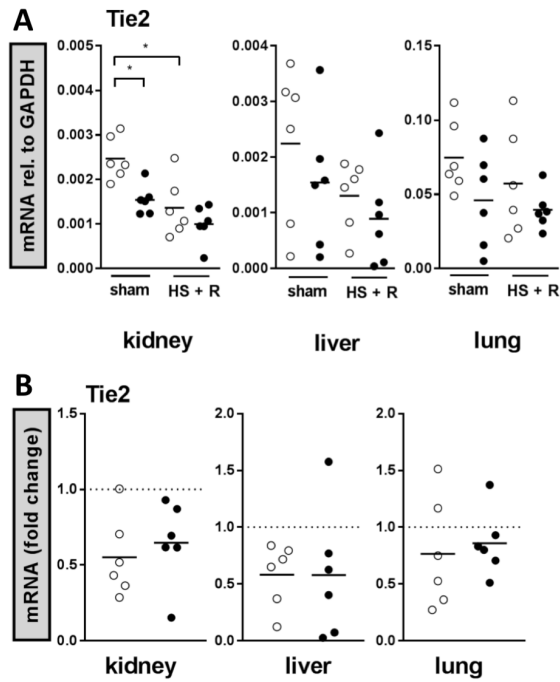 A
Tie2
mRNA rel. to GAPDH
0.005
0.004
0.003
0.002
0.001
0.000
* 
*
sham HS + R
kidney
0.004
0.003
0.002
0.001
0.000
sham HS + R
liver
0.15
0.10
0.05
0.00
sham HS + R
lung
B
Tie2
mRNA (fold change)
1.5
1.0
0.5
0.0
kidney
2.0
1.5
1.0
0.5
0.0
liver
2.0
1.5
1.0
0.5
0.0
lung